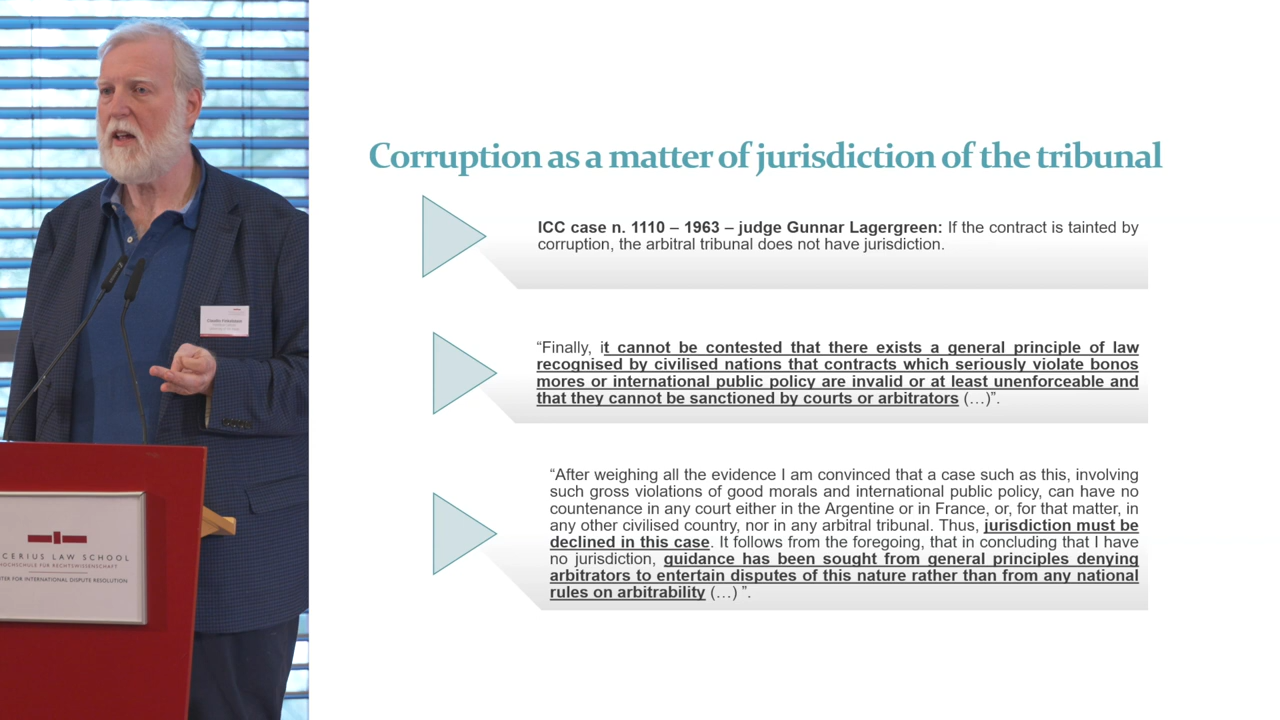 Corruption as a matter of jurisdiction of the tribunal
ICC case n. 1110 – 1963 – judge Gunnar Lagergreen: If the contract is tainted by
corruption, the arbitral tribunal does not have jurisdiction.
“Finally, it cannot be contested that there exists a general principle of law
recognised by civilised nations that contracts which seriously violate bonos
mores or international public policy are invalid or at least unenforceable and
that they cannot be sanctioned by courts or arbitrators (…)”.
“After weighing all the evidence I am convinced that a case such as this, involving
such gross violations of good morals and international public policy, can have no
countenance in any court either in the Argentine or in France, or, for that matter, in
any other civilised country, nor in any arbitral tribunal. Thus, jurisdiction must be
declined in this case. It follows from the foregoing, that in concluding that I have
no jurisdiction, guidance has been sought from general principles denying
arbitrators to entertain disputes of this nature rather than from any national
rules on arbitrability (…) ”.
CERIUS LAW SCHOOL
HOCHSCHULE FÜR RECHTSWISSENSCHAFT
TER FOR INTERNATIONAL DISPUTE RESOLUTION